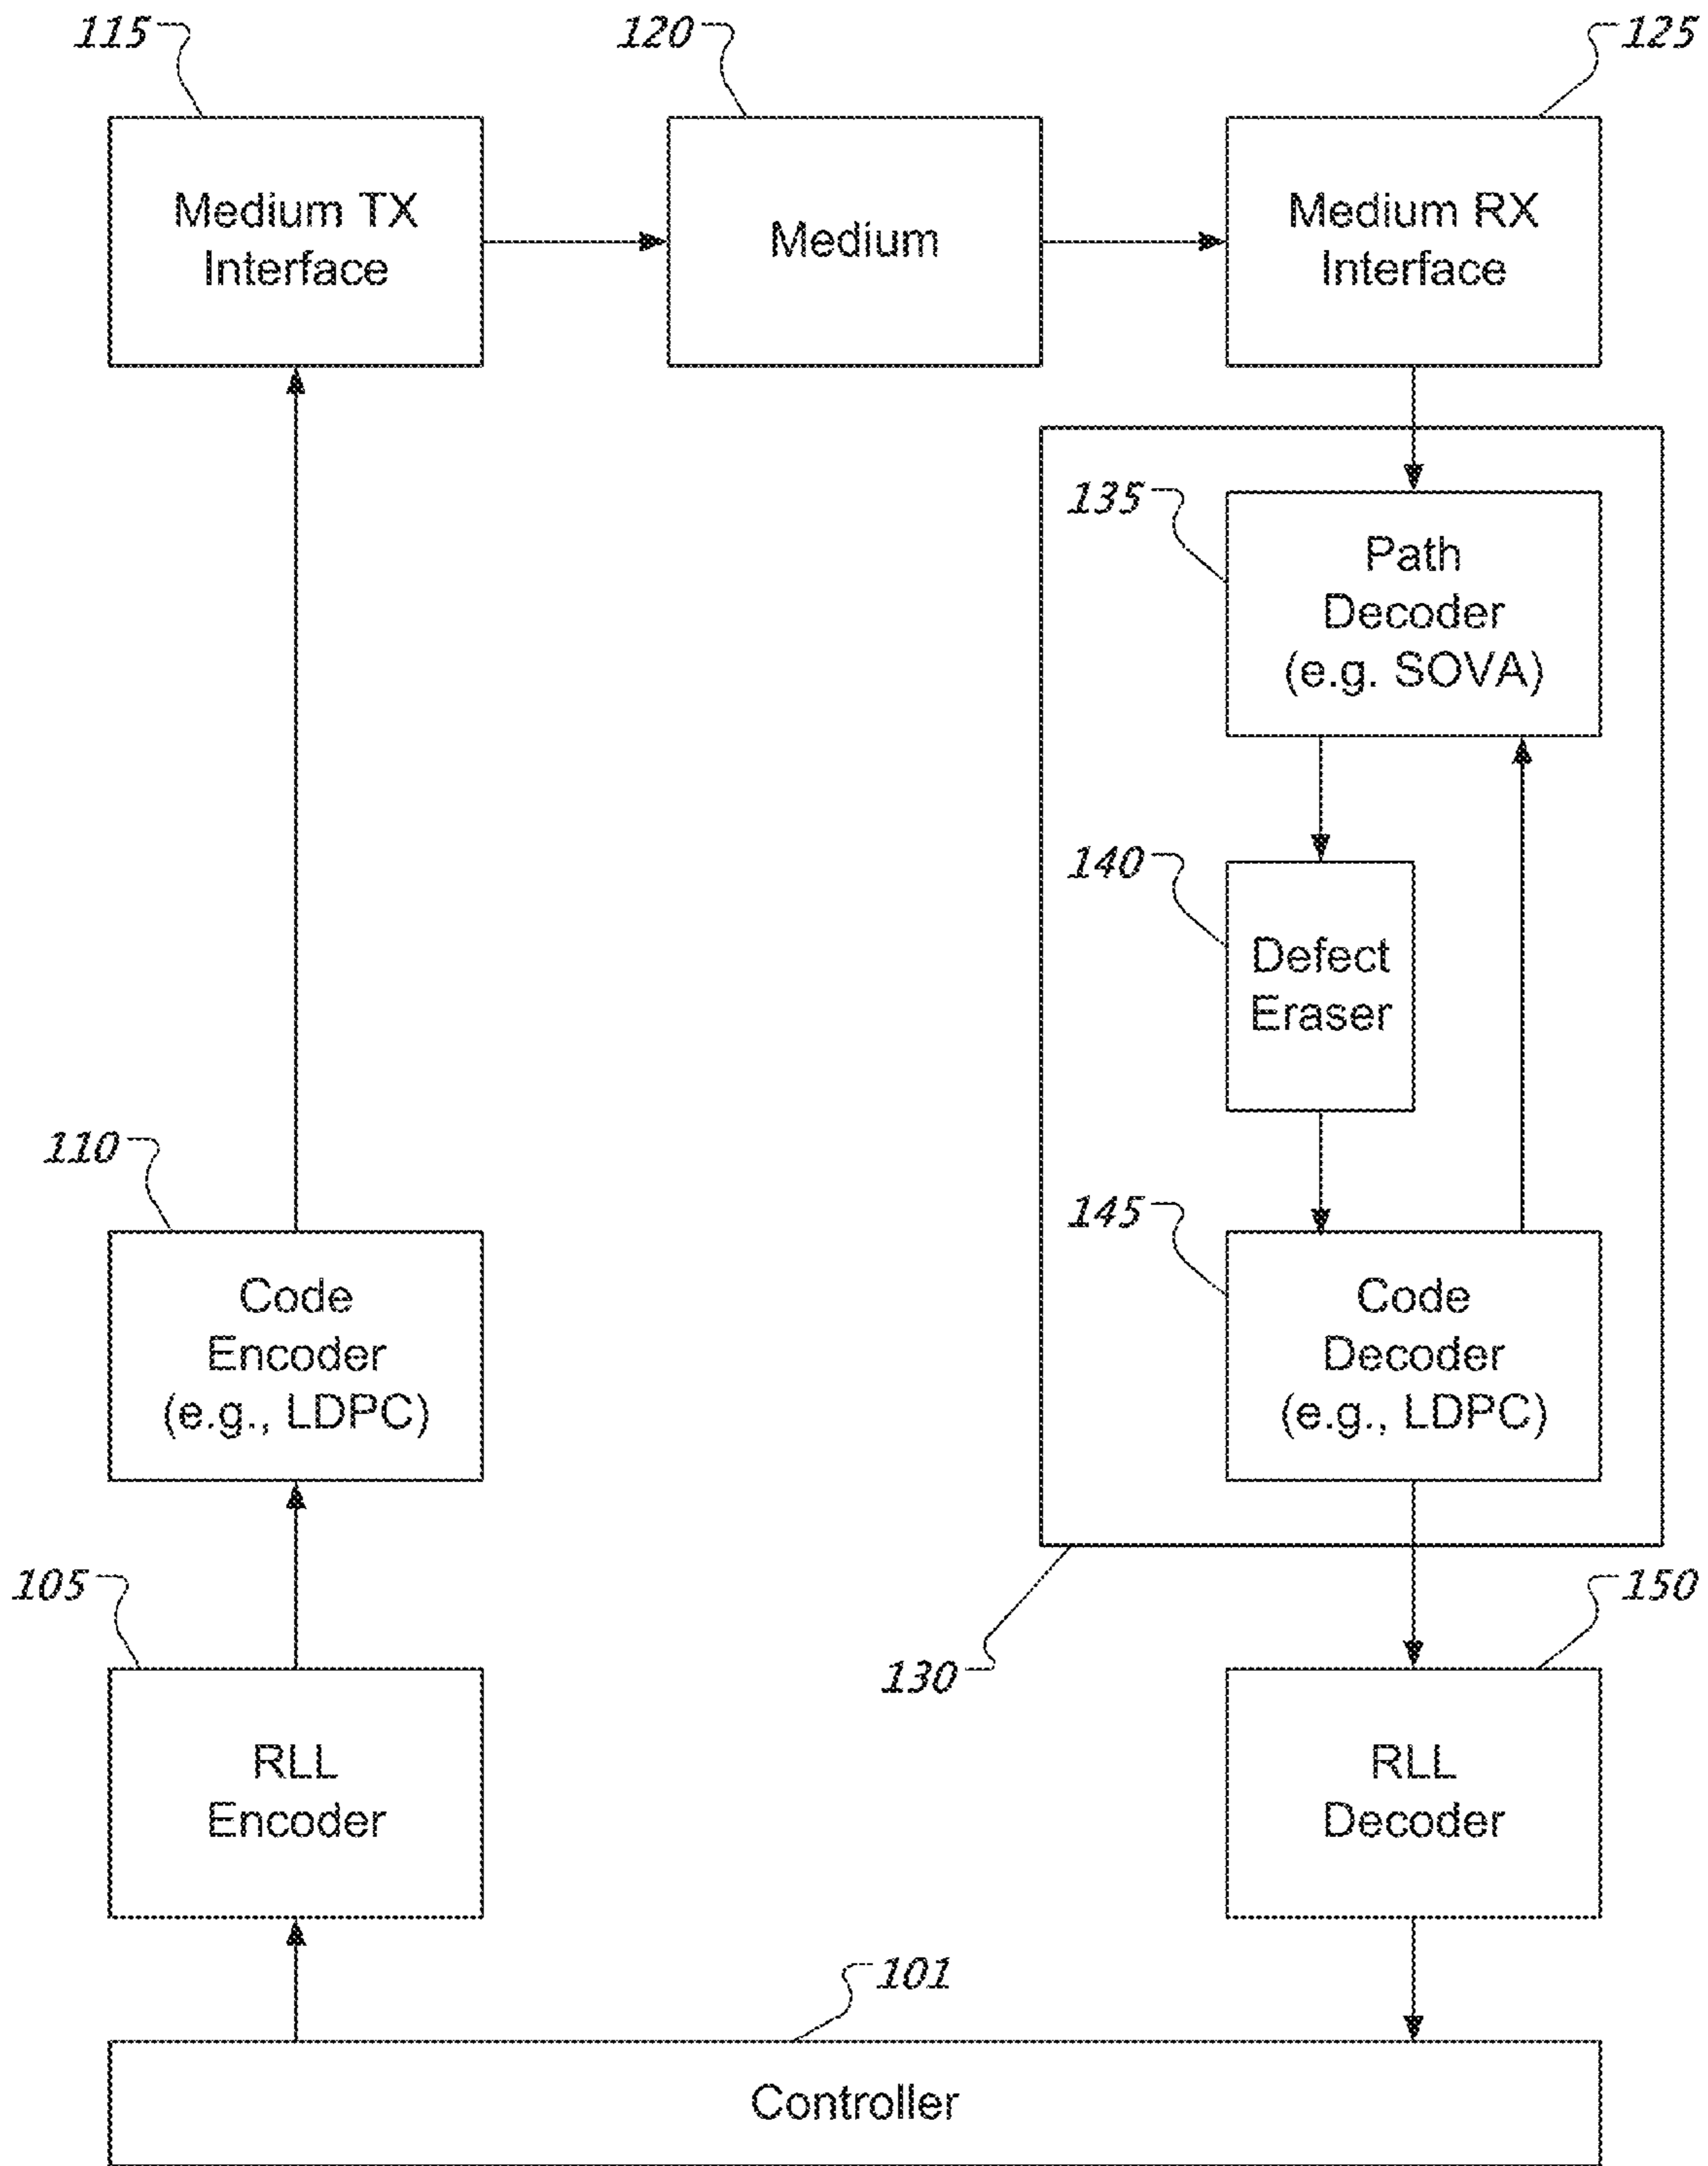 115
120
125
Medium TX
Interface
Medium
Medium RX
Interface
135
Path
Decoder
(e.g. SOVA)
140
Defect
Eraser
110
145
Code
Encoder
(e.g., LDPC)
Code
Decoder
(e.g., LDPC)
105
150
130
RLL
Encoder
RLL
Decoder
101
Controller